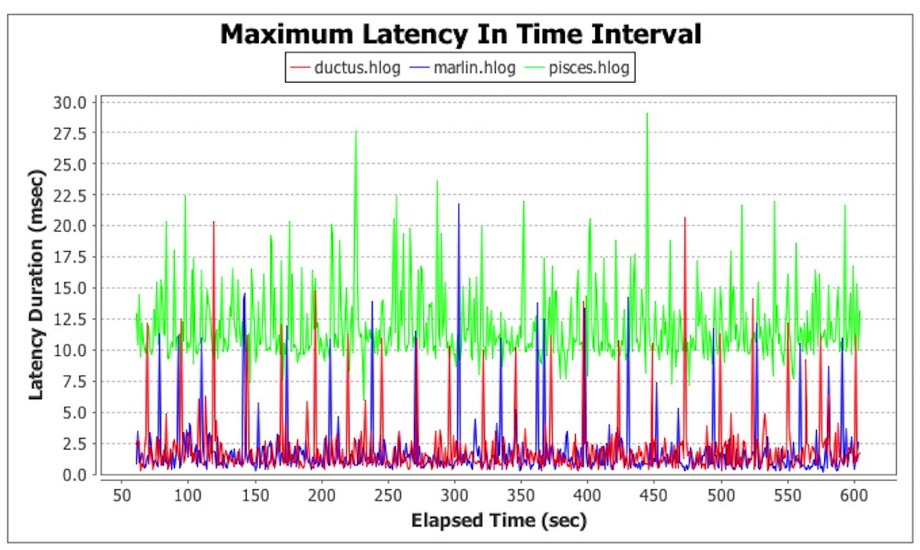 Maximum Latency In Time Interval
ductus.hlog marlin.hlog pisces.hlog
Latency Duration (msec)
30.0
27.5
25.0
22.5
20.0
17.5
15.0
12.5
10.0
7.5
5.0
2.5
0.0
50 100 150 200 250 300 350 400 450 500 550 600
Elapsed Time (sec)